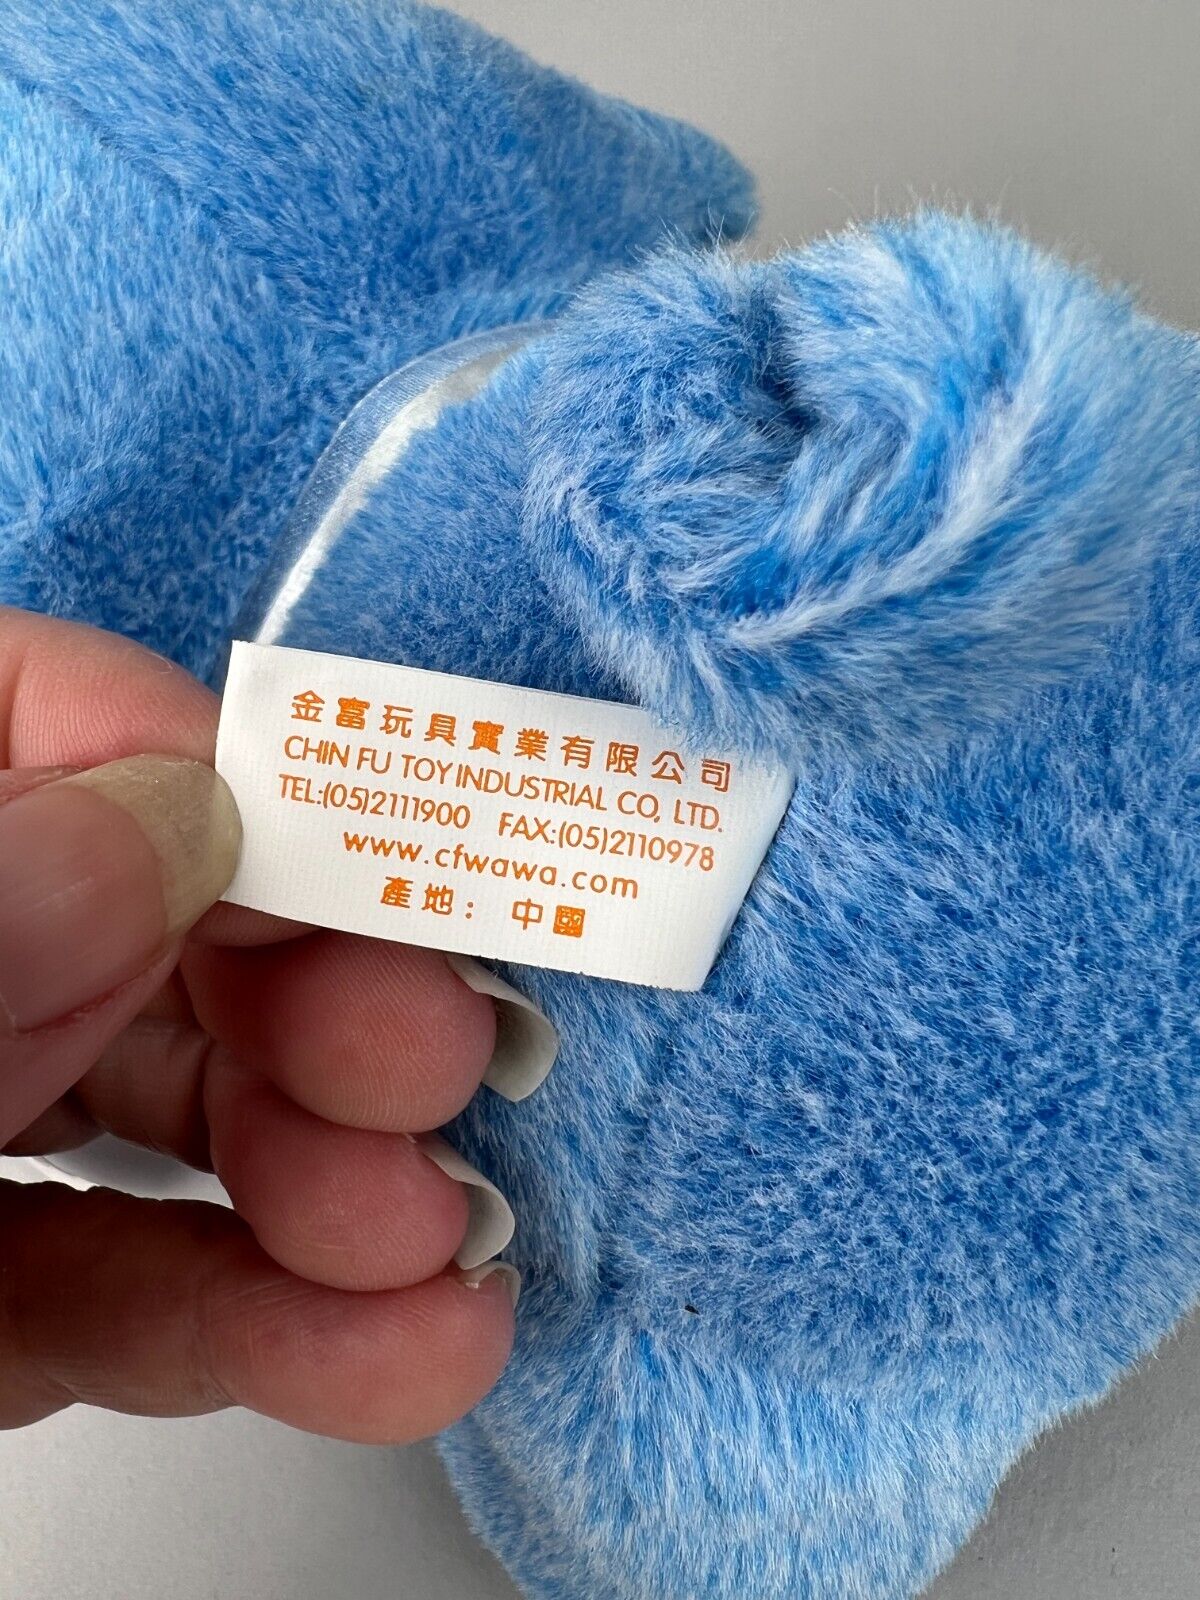 金富玩具實業有限公司
CHIN FU TOY INDUSTRIAL CO, LTD.
TEL:(05)2111900 FAX:(05)2110978
www.cfwawa.com
產地: 中國